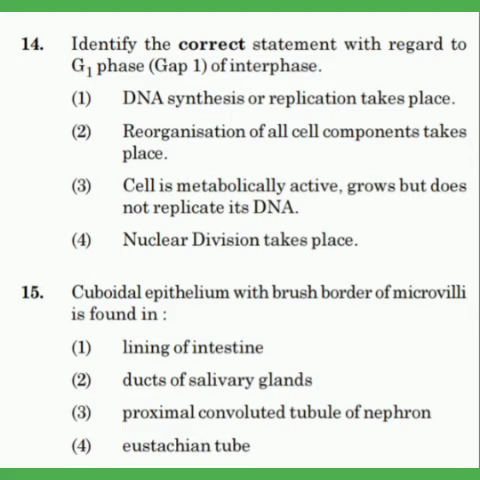 14. Identify the correct statement with regard to
G₁ phase (Gap 1) of interphase.
(1) DNA synthesis or replication takes place.
(2) Reorganisation of all cell components takes
place.
(3) Cell is metabolically active, grows but does
not replicate its DNA.
(4) Nuclear Division takes place.
15. Cuboidal epithelium with brush border of microvilli
is found in :
(1) lining of intestine
(2) ducts of salivary glands
(3) proximal convoluted tubule of nephron
(4) eustachian tube